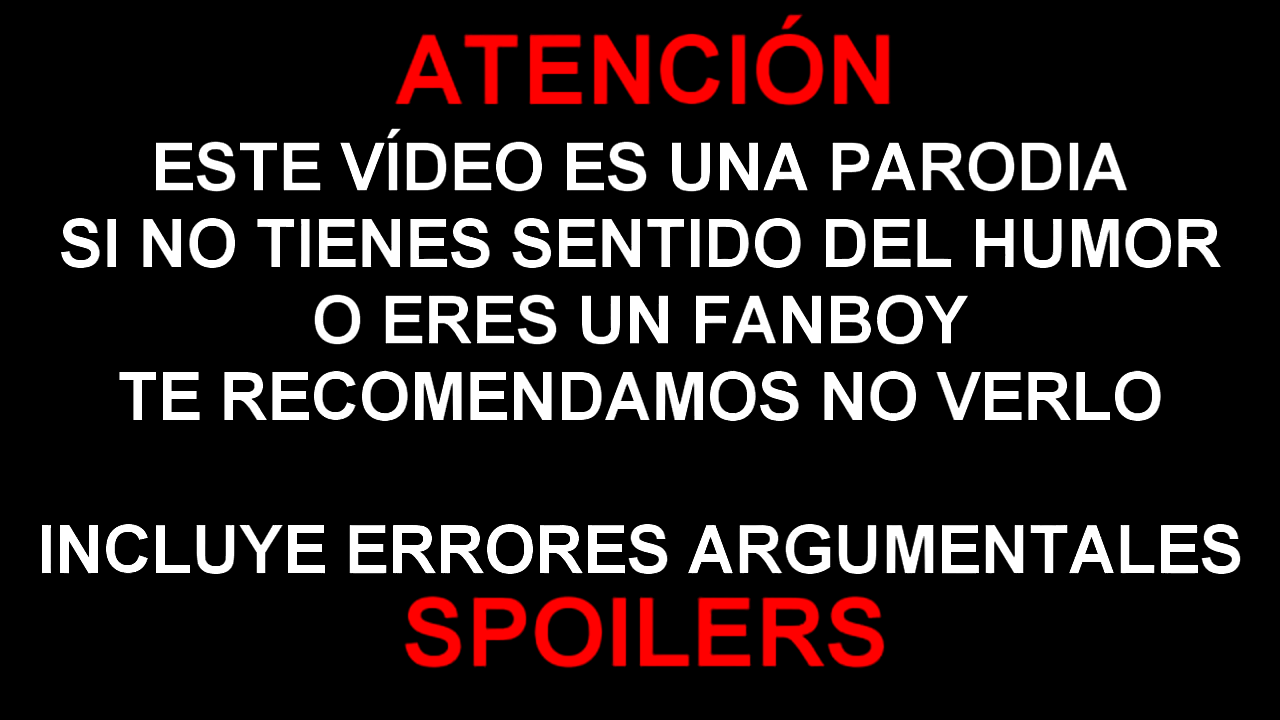 ATENCIÓN
ESTE VÍDEO ES UNA PARODIA
SI NO TIENES SENTIDO DEL HUMOR
O ERES UN FANBOY
TE RECOMENDAMOS NO VERLO
INCLUYE ERRORES ARGUMENTALES
SPOILERS